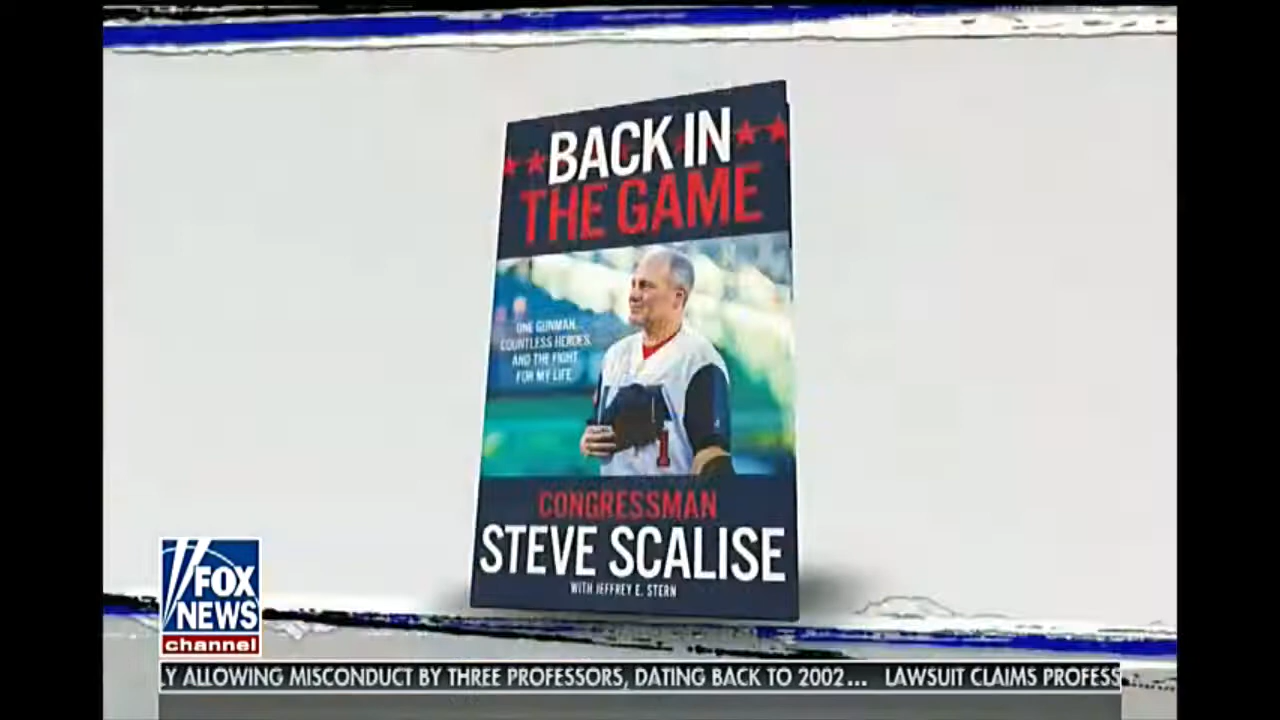 BACK IN
THE GAME
ONE GUNMAN,
COUNTLESS HEROES,
AND THE FIGHT
FOR MY LIFE
1
CONGRESSMAN
STEVE SCALISE
WITH JEFFREY E. STERN
FOX
NEWS
channel
LY ALLOWING MISCONDUCT BY THREE PROFESSORS, DATING BACK TO 2002... LAWSUIT CLAIMS PROFESS